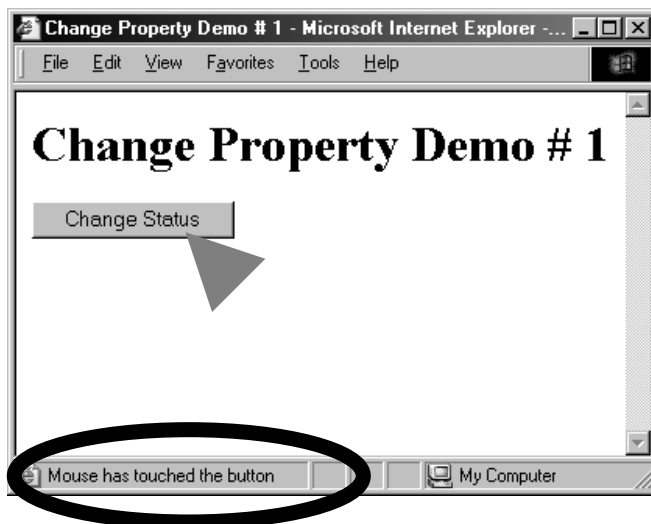 Change Property Demo # 1 - Microsoft Internet Explorer -...
File Edit View Favorites Tools Help
Change Property Demo # 1
Change Status
Mouse has touched the button
My Computer